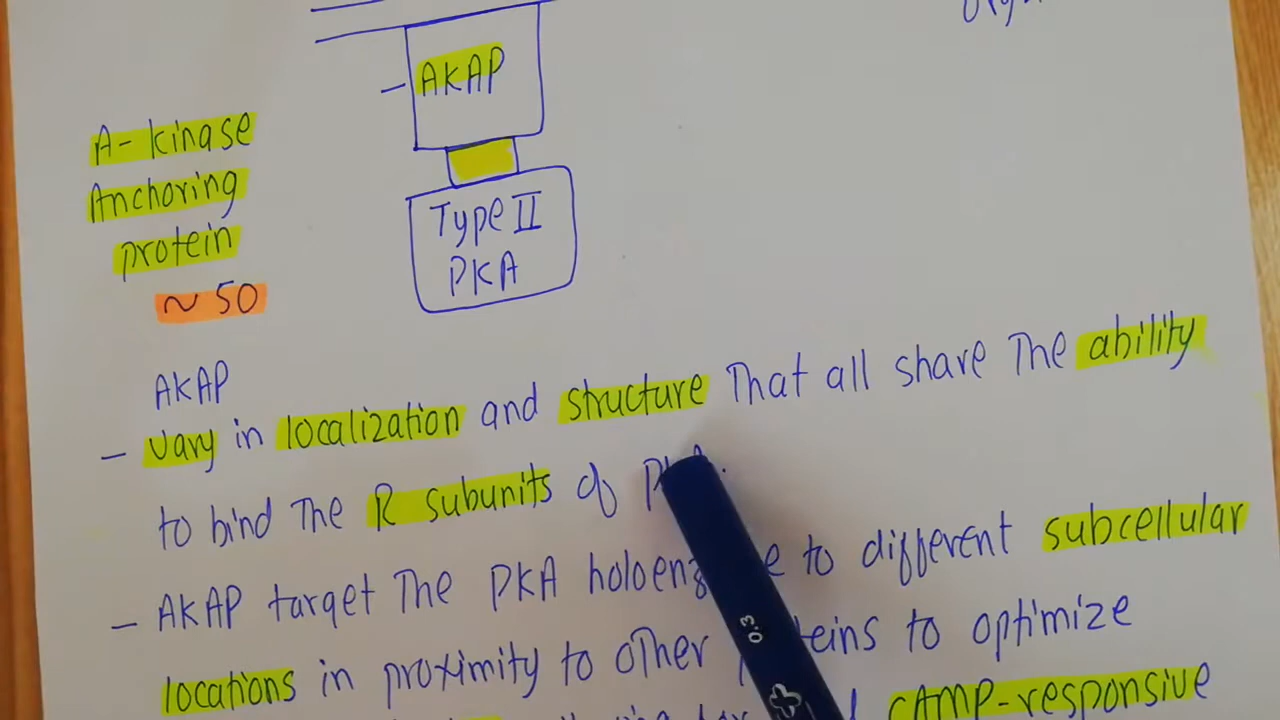 AKAP
A-kinase
Anchoring
protein
~ 50
Type II
PKA
AKAP
- vary in localization and structure That all share The ability
to bind The R subunits of
- AKAP target The PKA to different subcellular
locations in proximity to other to optimize
cAMP-responsive
0.3